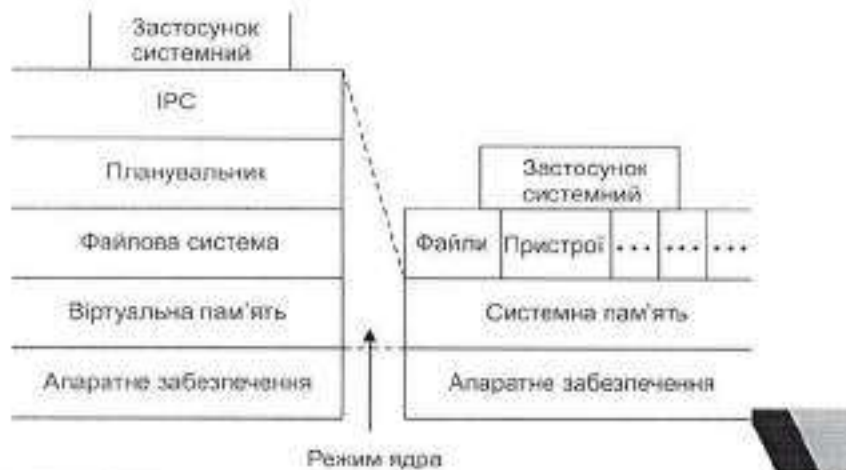 Застосунок
системний
IPC
Планувальник
Файлова система
Віртуальна пам'ять
Апаратне забезпечення
Застосунок
системний
Файли Пристрої ... ... ...
Системна пам'ять
Апаратне забезпечення
Режим ядра